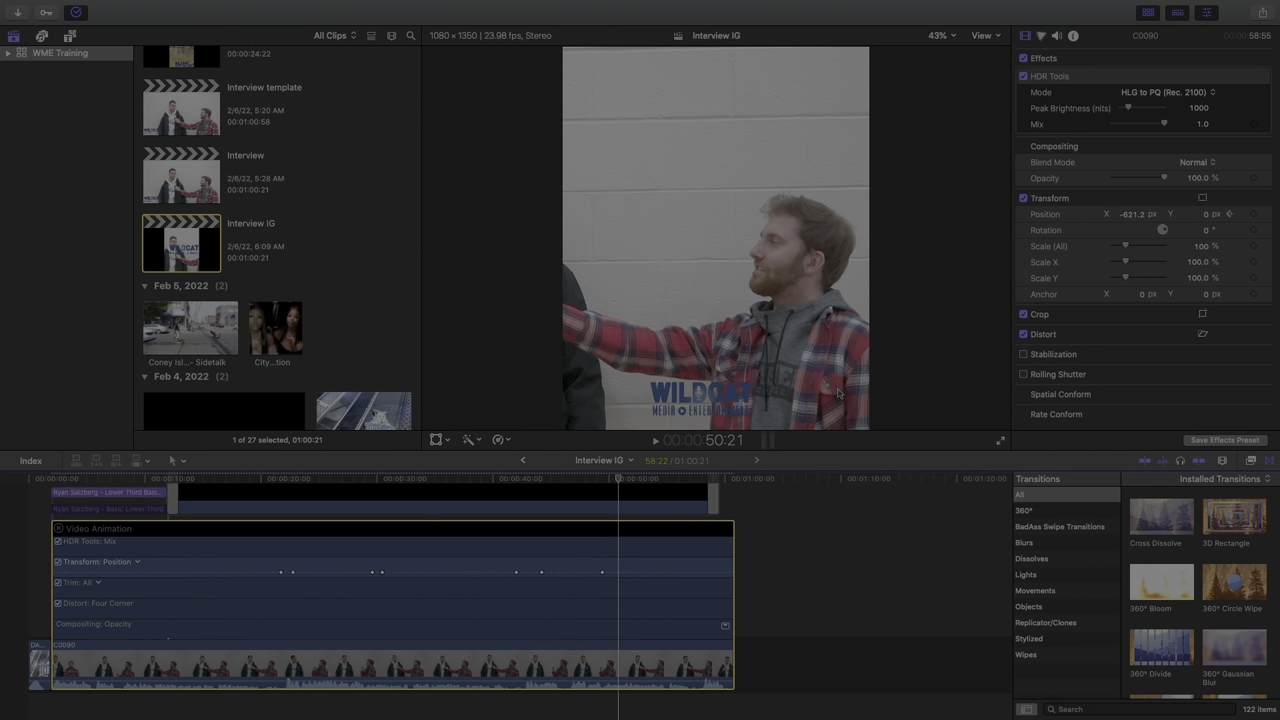 All Clips
1080 × 1350 | 23.98 fps, Stereo
Interview IG
43%
View
C0090
00:00:58:55
WME Training
00:00:24:22
Interview template
2/6/22, 5:20 AM
00:01:00:58
Interview
2/6/22, 5:28 AM
00:01:00:21
Interview IG
2/6/22, 6:09 AM
00:01:00:21
Feb 5, 2022 (2)
Coney Isl...- Sidetalk
City...tion
Feb 4, 2022 (2)
1 of 27 selected, 01:00:21
WILDCAT
MEDIA
00:00:50:21
Effects
HDR Tools
Mode HLG to PQ (Rec. 2100)
Peak Brightness (nits) 1000
Mix 1.0
Compositing
Blend Mode Normal
Opacity 100.0 %
Transform
Position X -621.2 px Y 0 px
Rotation 0 °
Scale (All) 100 %
Scale X 100.0 %
Scale Y 100.0 %
Anchor X 0 px Y 0 px
Crop
Distort
Stabilization
Rolling Shutter
Spatial Conform
Rate Conform
Save Effects Preset
Index
Interview IG
58:22 / 01:00:21
00:00:00:00
00:00:10:00
00:00:20:00
00:00:30:00
00:00:40:00
00:00:50:00
00:01:00:00
00:01:10:00
00:01:20:00
Ryan Salzberg - Lower Third Basi...
Ryan Salzberg - Basic Lower Third
Video Animation
HDR Tools: Mix
Transform: Position
Trim: All
Distort: Four Corner
Compositing: Opacity
DA...
C0090
Transitions
Installed Transitions
All
360°
BadAss Swipe Transitions
Blurs
Dissolves
Lights
Movements
Objects
Replicator/Clones
Stylized
Wipes
Cross Dissolve
3D Rectangle
360° Bloom
360° Circle Wipe
360° Divide
360° Gaussian
Blur
Search
122 items